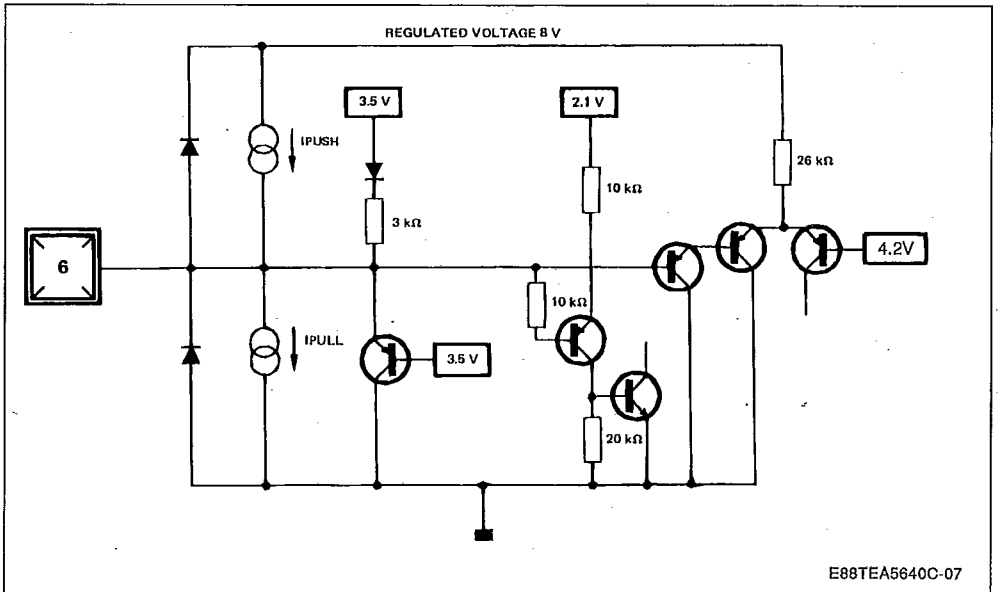 REGULATED VOLTAGE 8 V
3.5 V
2.1 V
IPUSH
26 kΩ
10 kΩ
3 kΩ
4.2V
6
10 kΩ
IPULL
3.5 V
20 kΩ
E88TEA5640C-07